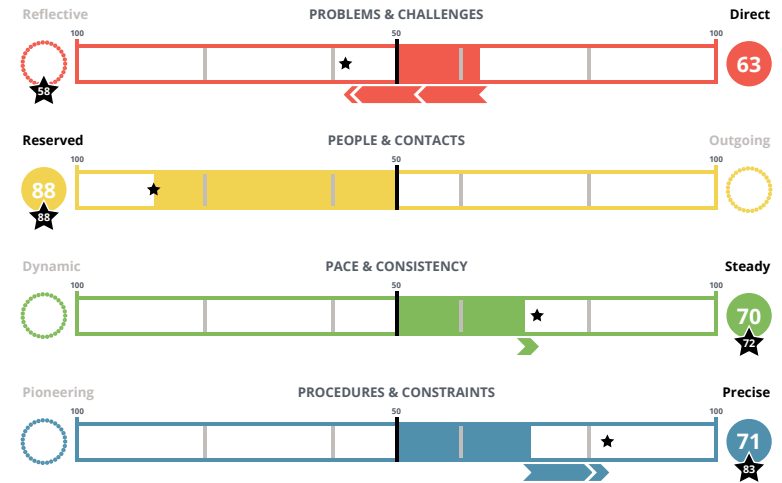 Reflective PROBLEMS & CHALLENGES Direct
100 50 100
58 63
Reserved PEOPLE & CONTACTS Outgoing
100 50 100
88
88
Dynamic PACE & CONSISTENCY Steady
100 50 100
70
72
Pioneering PROCEDURES & CONSTRAINTS Precise
100 50 100
71
83